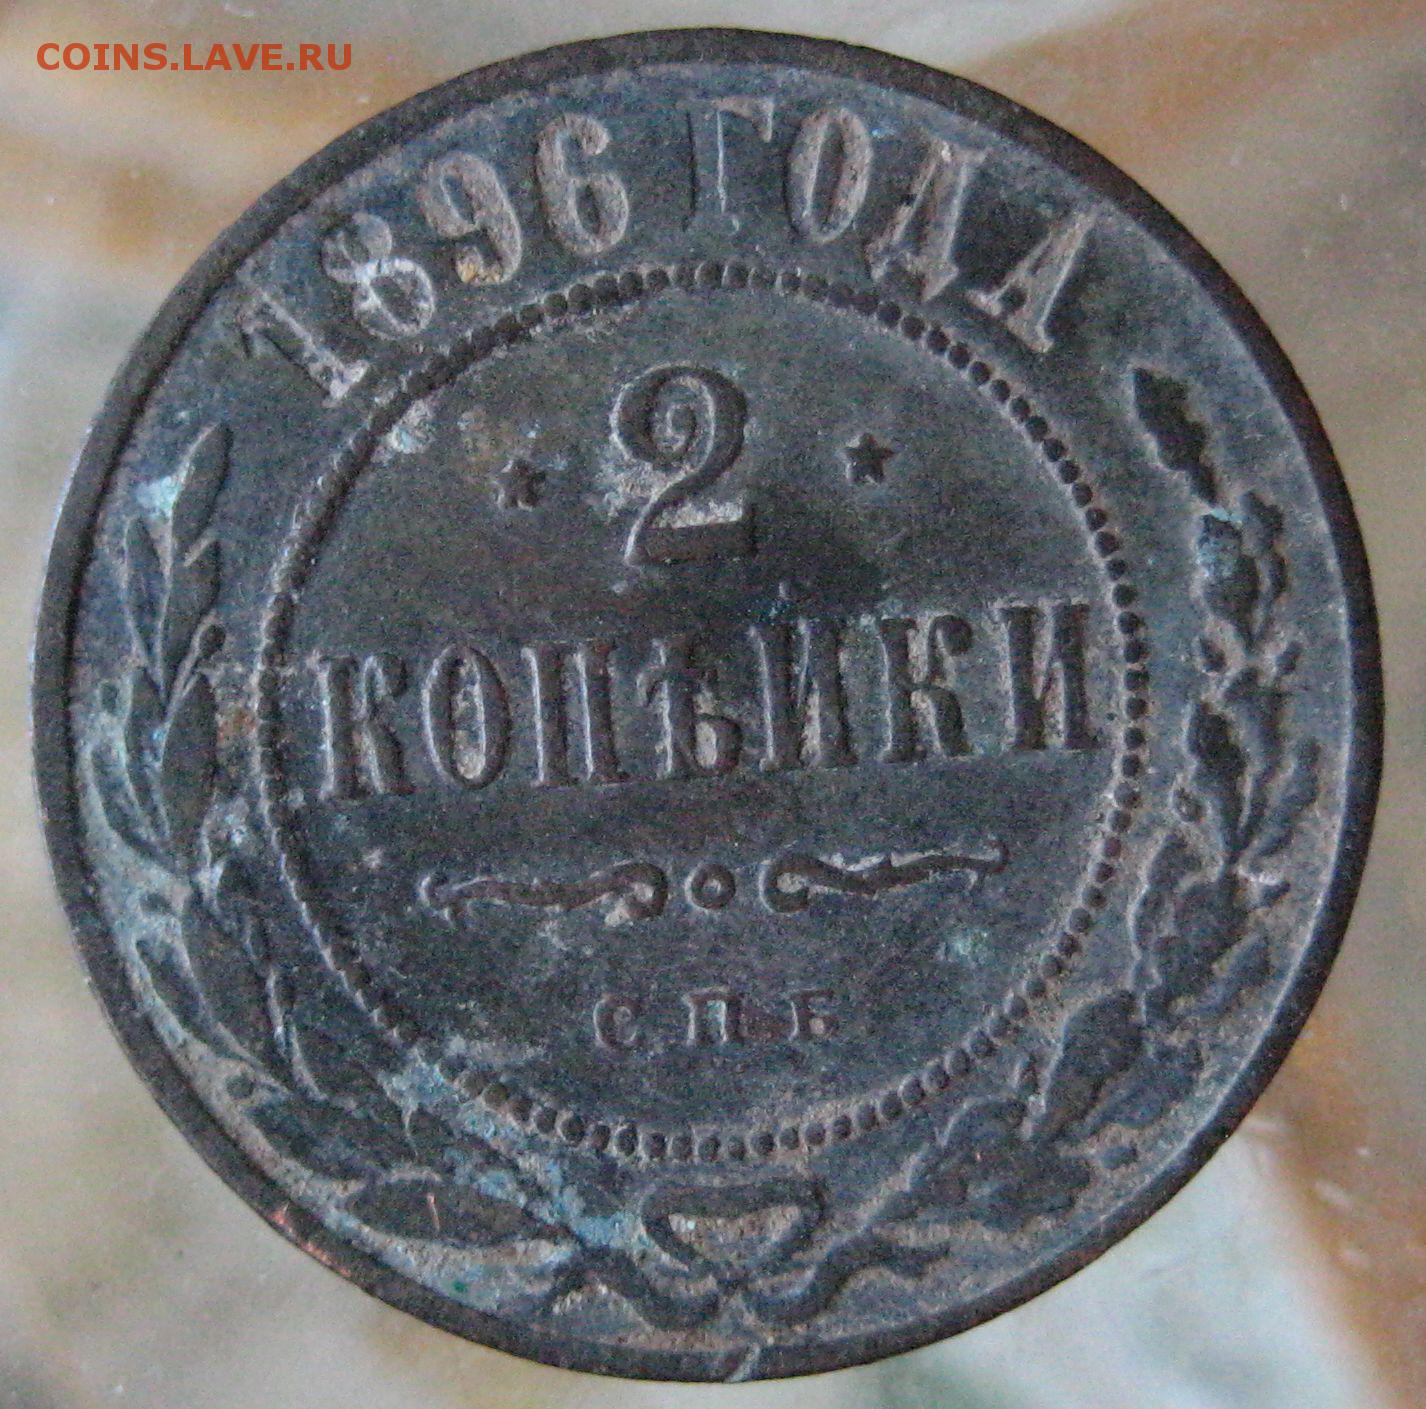 COINS.LAVE.RU
1896 ГОДА
2
КОПѢЙКИ
С П Б